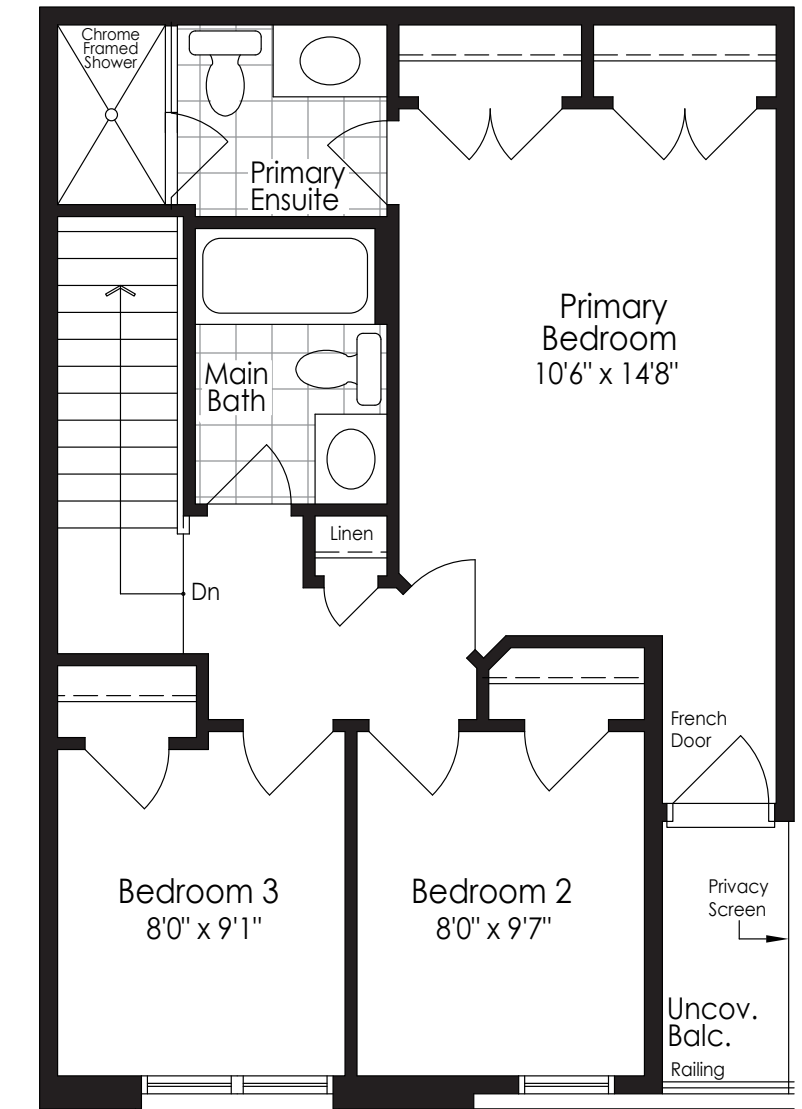 Chrome
Framed
Shower
Primary
Ensuite
Primary
Bedroom
10'6" x 14'8"
Main
Bath
Linen
Dn
French
Door
Bedroom 3
8'0" x 9'1"
Bedroom 2
8'0" x 9'7"
Privacy
Screen
Uncov.
Balc.
Railing